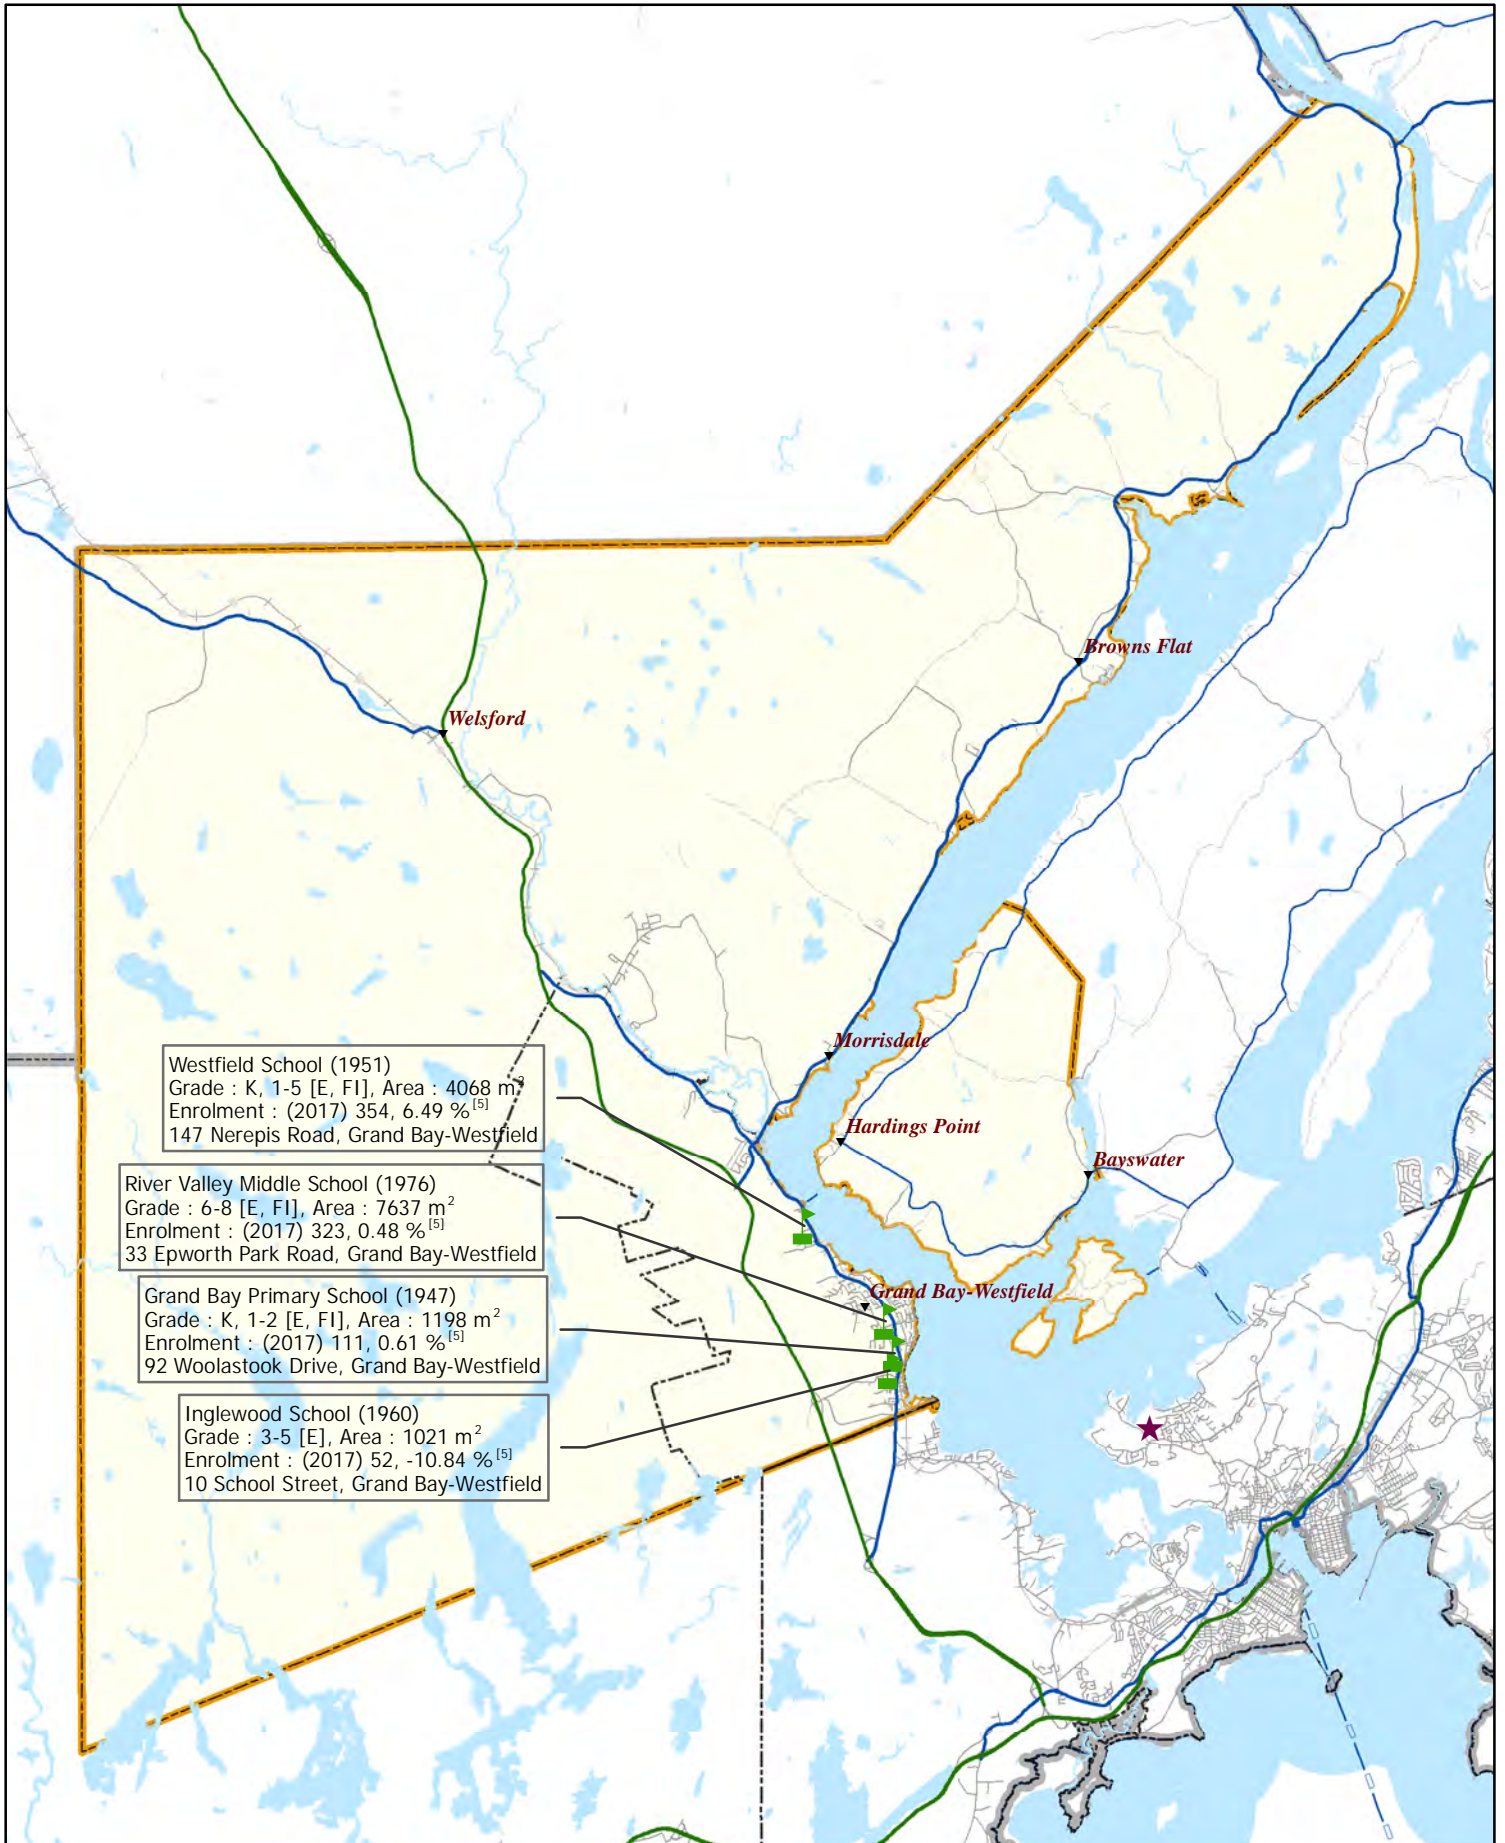 Browns Flat
Welsford
Morrisdale
Westfield School (1951)
Grade : K, 1-5 [E, FI], Area : 4068 m²
Enrolment : (2017) 354, 6.49 % [5]
147 Nerepis Road, Grand Bay-Westfield
Hardings Point
Bayswater
River Valley Middle School (1976)
Grade : 6-8 [E, FI], Area : 7637 m²
Enrolment : (2017) 323, 0.48 % [5]
33 Epworth Park Road, Grand Bay-Westfield
Grand Bay-Westfield
Grand Bay Primary School (1947)
Grade : K, 1-2 [E, FI], Area : 1198 m²
Enrolment : (2017) 111, 0.61 % [5]
92 Woolastook Drive, Grand Bay-Westfield
Inglewood School (1960)
Grade : 3-5 [E], Area : 1021 m²
Enrolment : (2017) 52, -10.84 % [5]
10 School Street, Grand Bay-Westfield